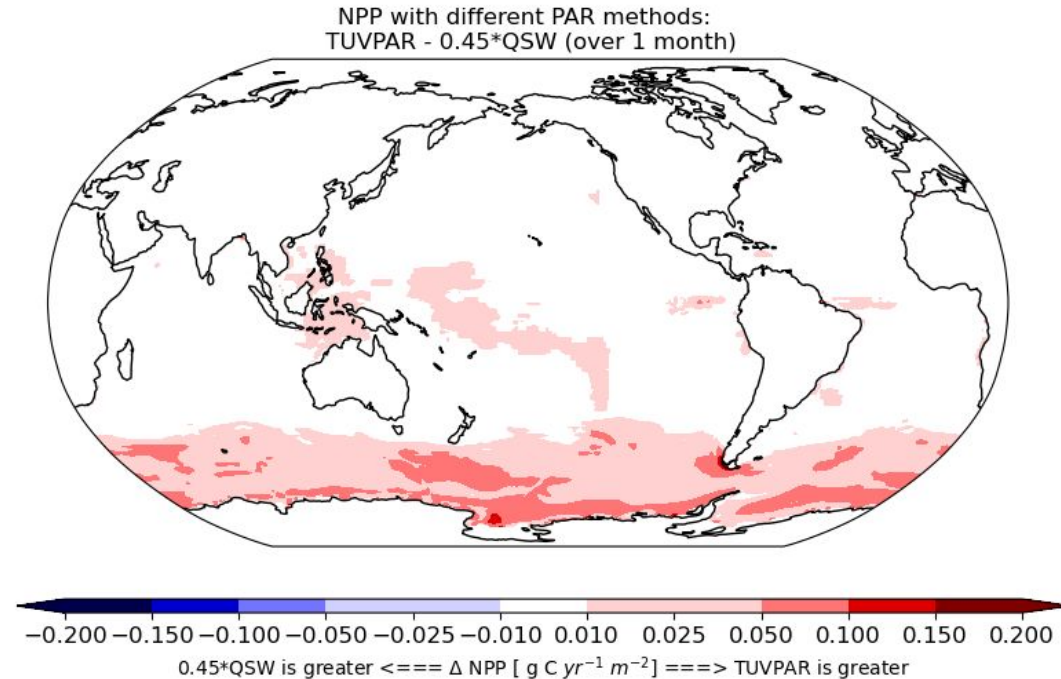 NPP with different PAR methods:
TUVPAR - 0.45*QSW (over 1 month)
−0.200 −0.150 −0.100 −0.050 −0.025 −0.010 0.010 0.025 0.050 0.100 0.150 0.200
0.45*QSW is greater <=== Δ NPP [ g C yr⁻¹ m⁻²] ===> TUVPAR is greater